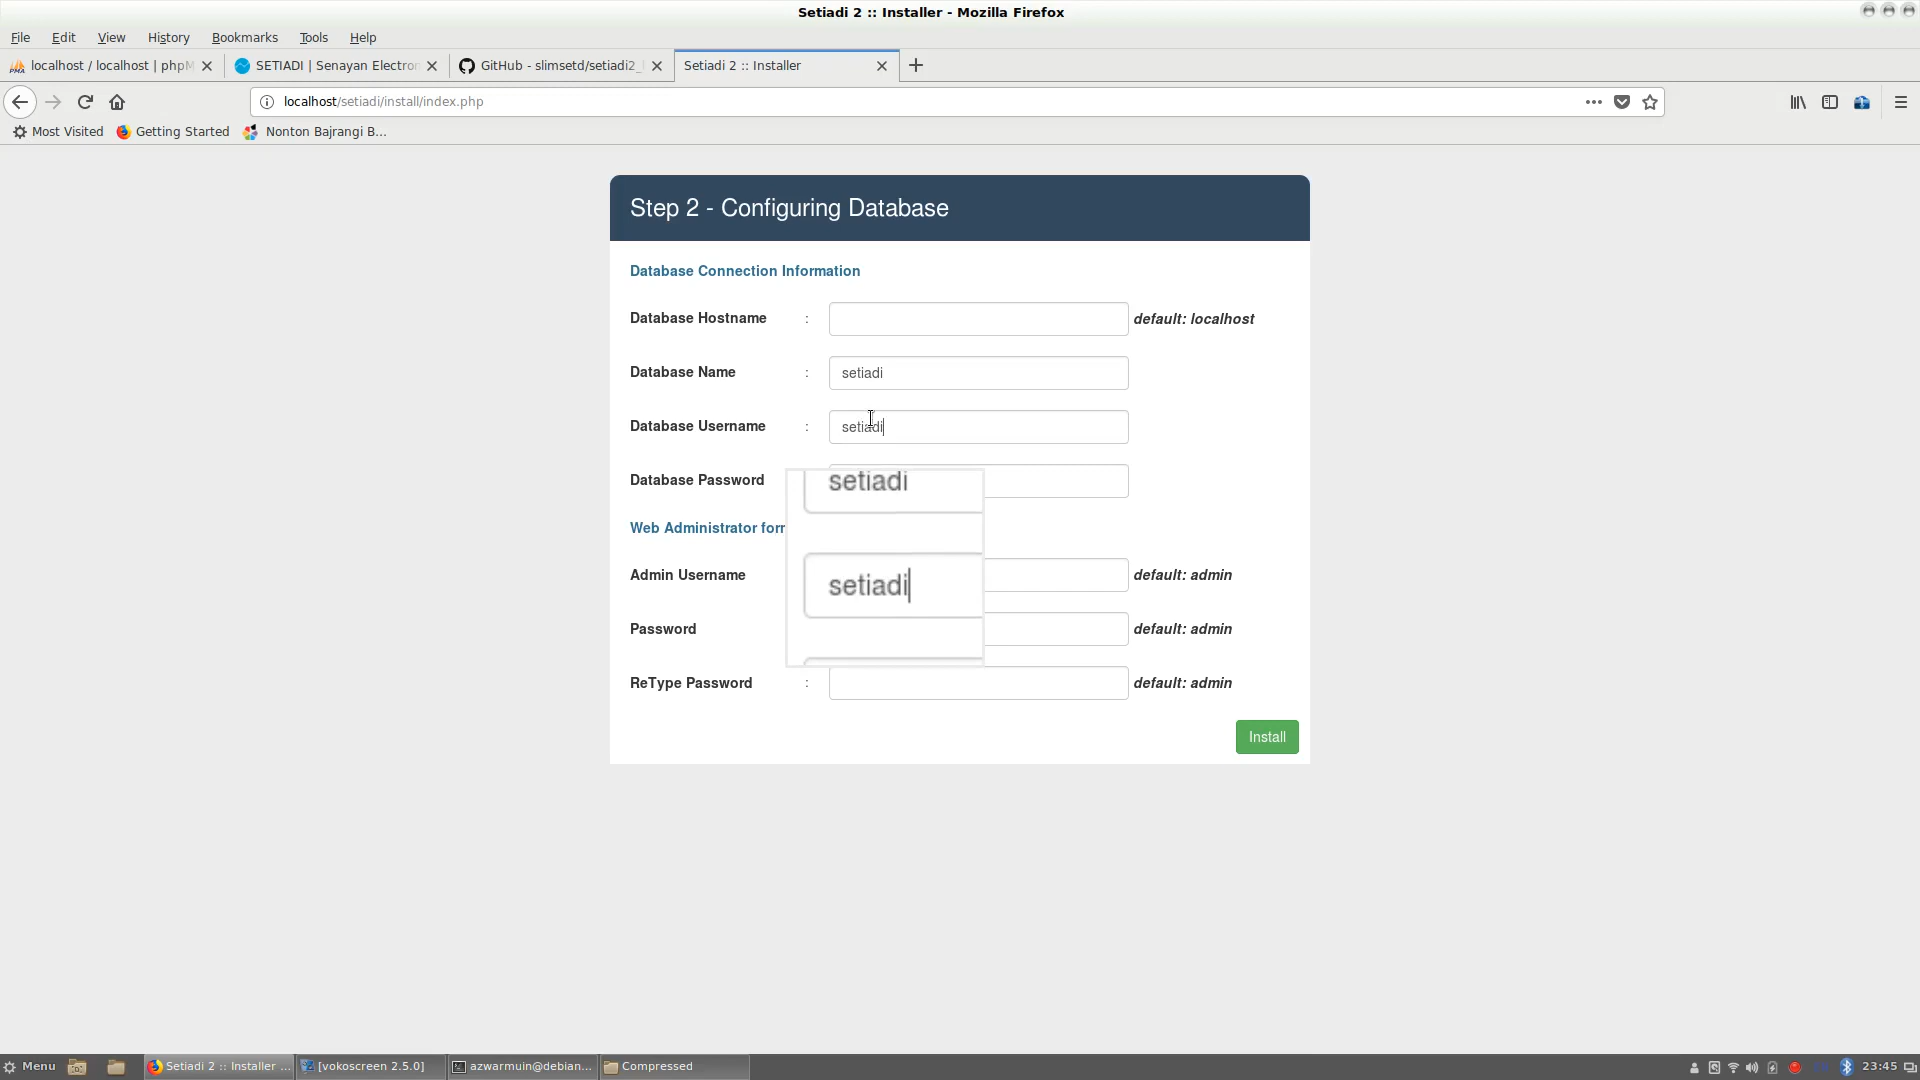 Setiadi 2 :: Installer - Mozilla Firefox
File Edit View History Bookmarks Tools Help
localhost / localhost | phpM
SETIADI | Senayan Electron
GitHub - slimsetd/setiadi2_
Setiadi 2 :: Installer
localhost/setiadi/install/index.php
Most Visited Getting Started Nonton Bajrangi B...
Step 2 - Configuring Database
Database Connection Information
Database Hostname : default: localhost
Database Name : setiadi
Database Username : setiadi
Database Password
setiadi
Web Administrator for
setiadi
Admin Username default: admin
Password default: admin
ReType Password : default: admin
Install
Menu Setiadi 2 :: Installer ... [vokoscreen 2.5.0] azwarmuin@debian... Compressed 23:45